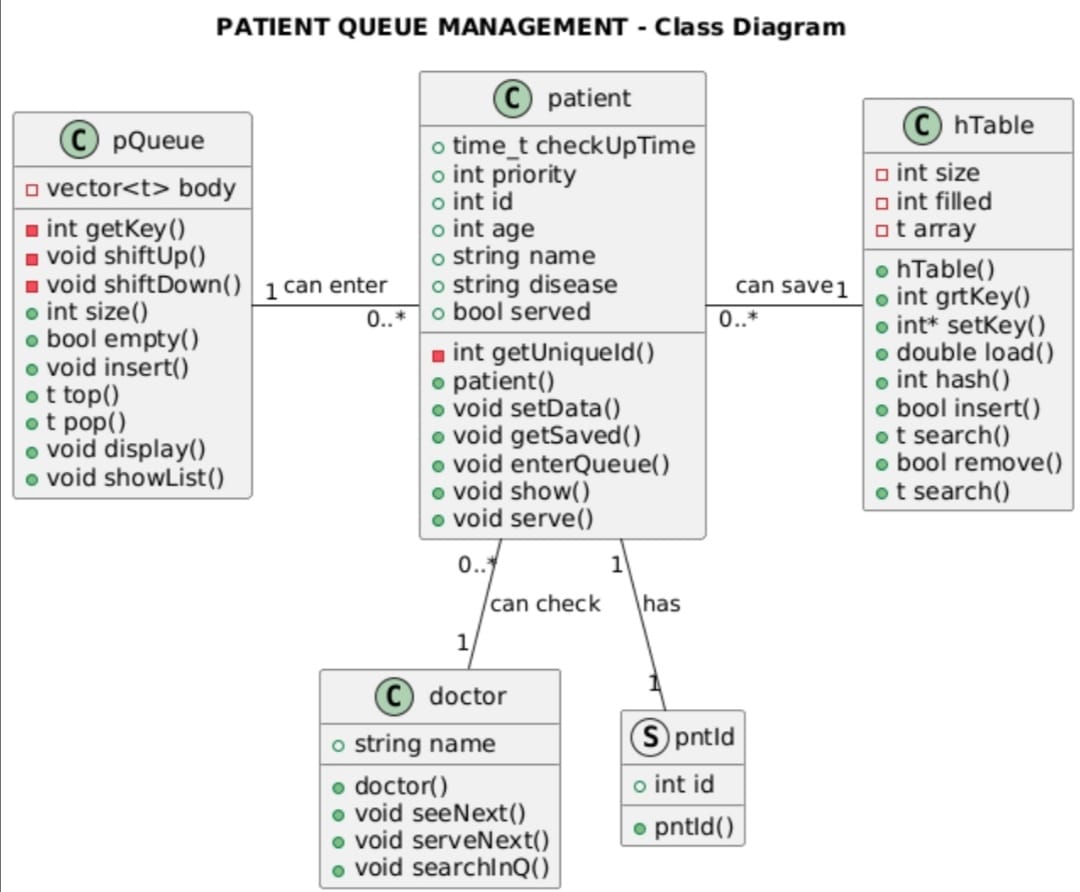 PATIENT QUEUE MANAGEMENT - Class Diagram
C pQueue
vector<t> body
int getKey()
void shiftUp()
void shiftDown()
int size()
bool empty()
void insert()
t top()
t pop()
void display()
void showList()
1 can enter
0..*
C patient
time_t checkUpTime
int priority
int id
int age
string name
string disease
bool served
int getUniqueId()
patient()
void setData()
void getSaved()
void enterQueue()
void show()
void serve()
can save 1
0..*
C hTable
int size
int filled
t array
hTable()
int grtKey()
int* setKey()
double load()
int hash()
bool insert()
t search()
bool remove()
t search()
0..*
can check
1
1
has
1
C doctor
string name
doctor()
void seeNext()
void serveNext()
void searchInQ()
S pntId
int id
pntId()